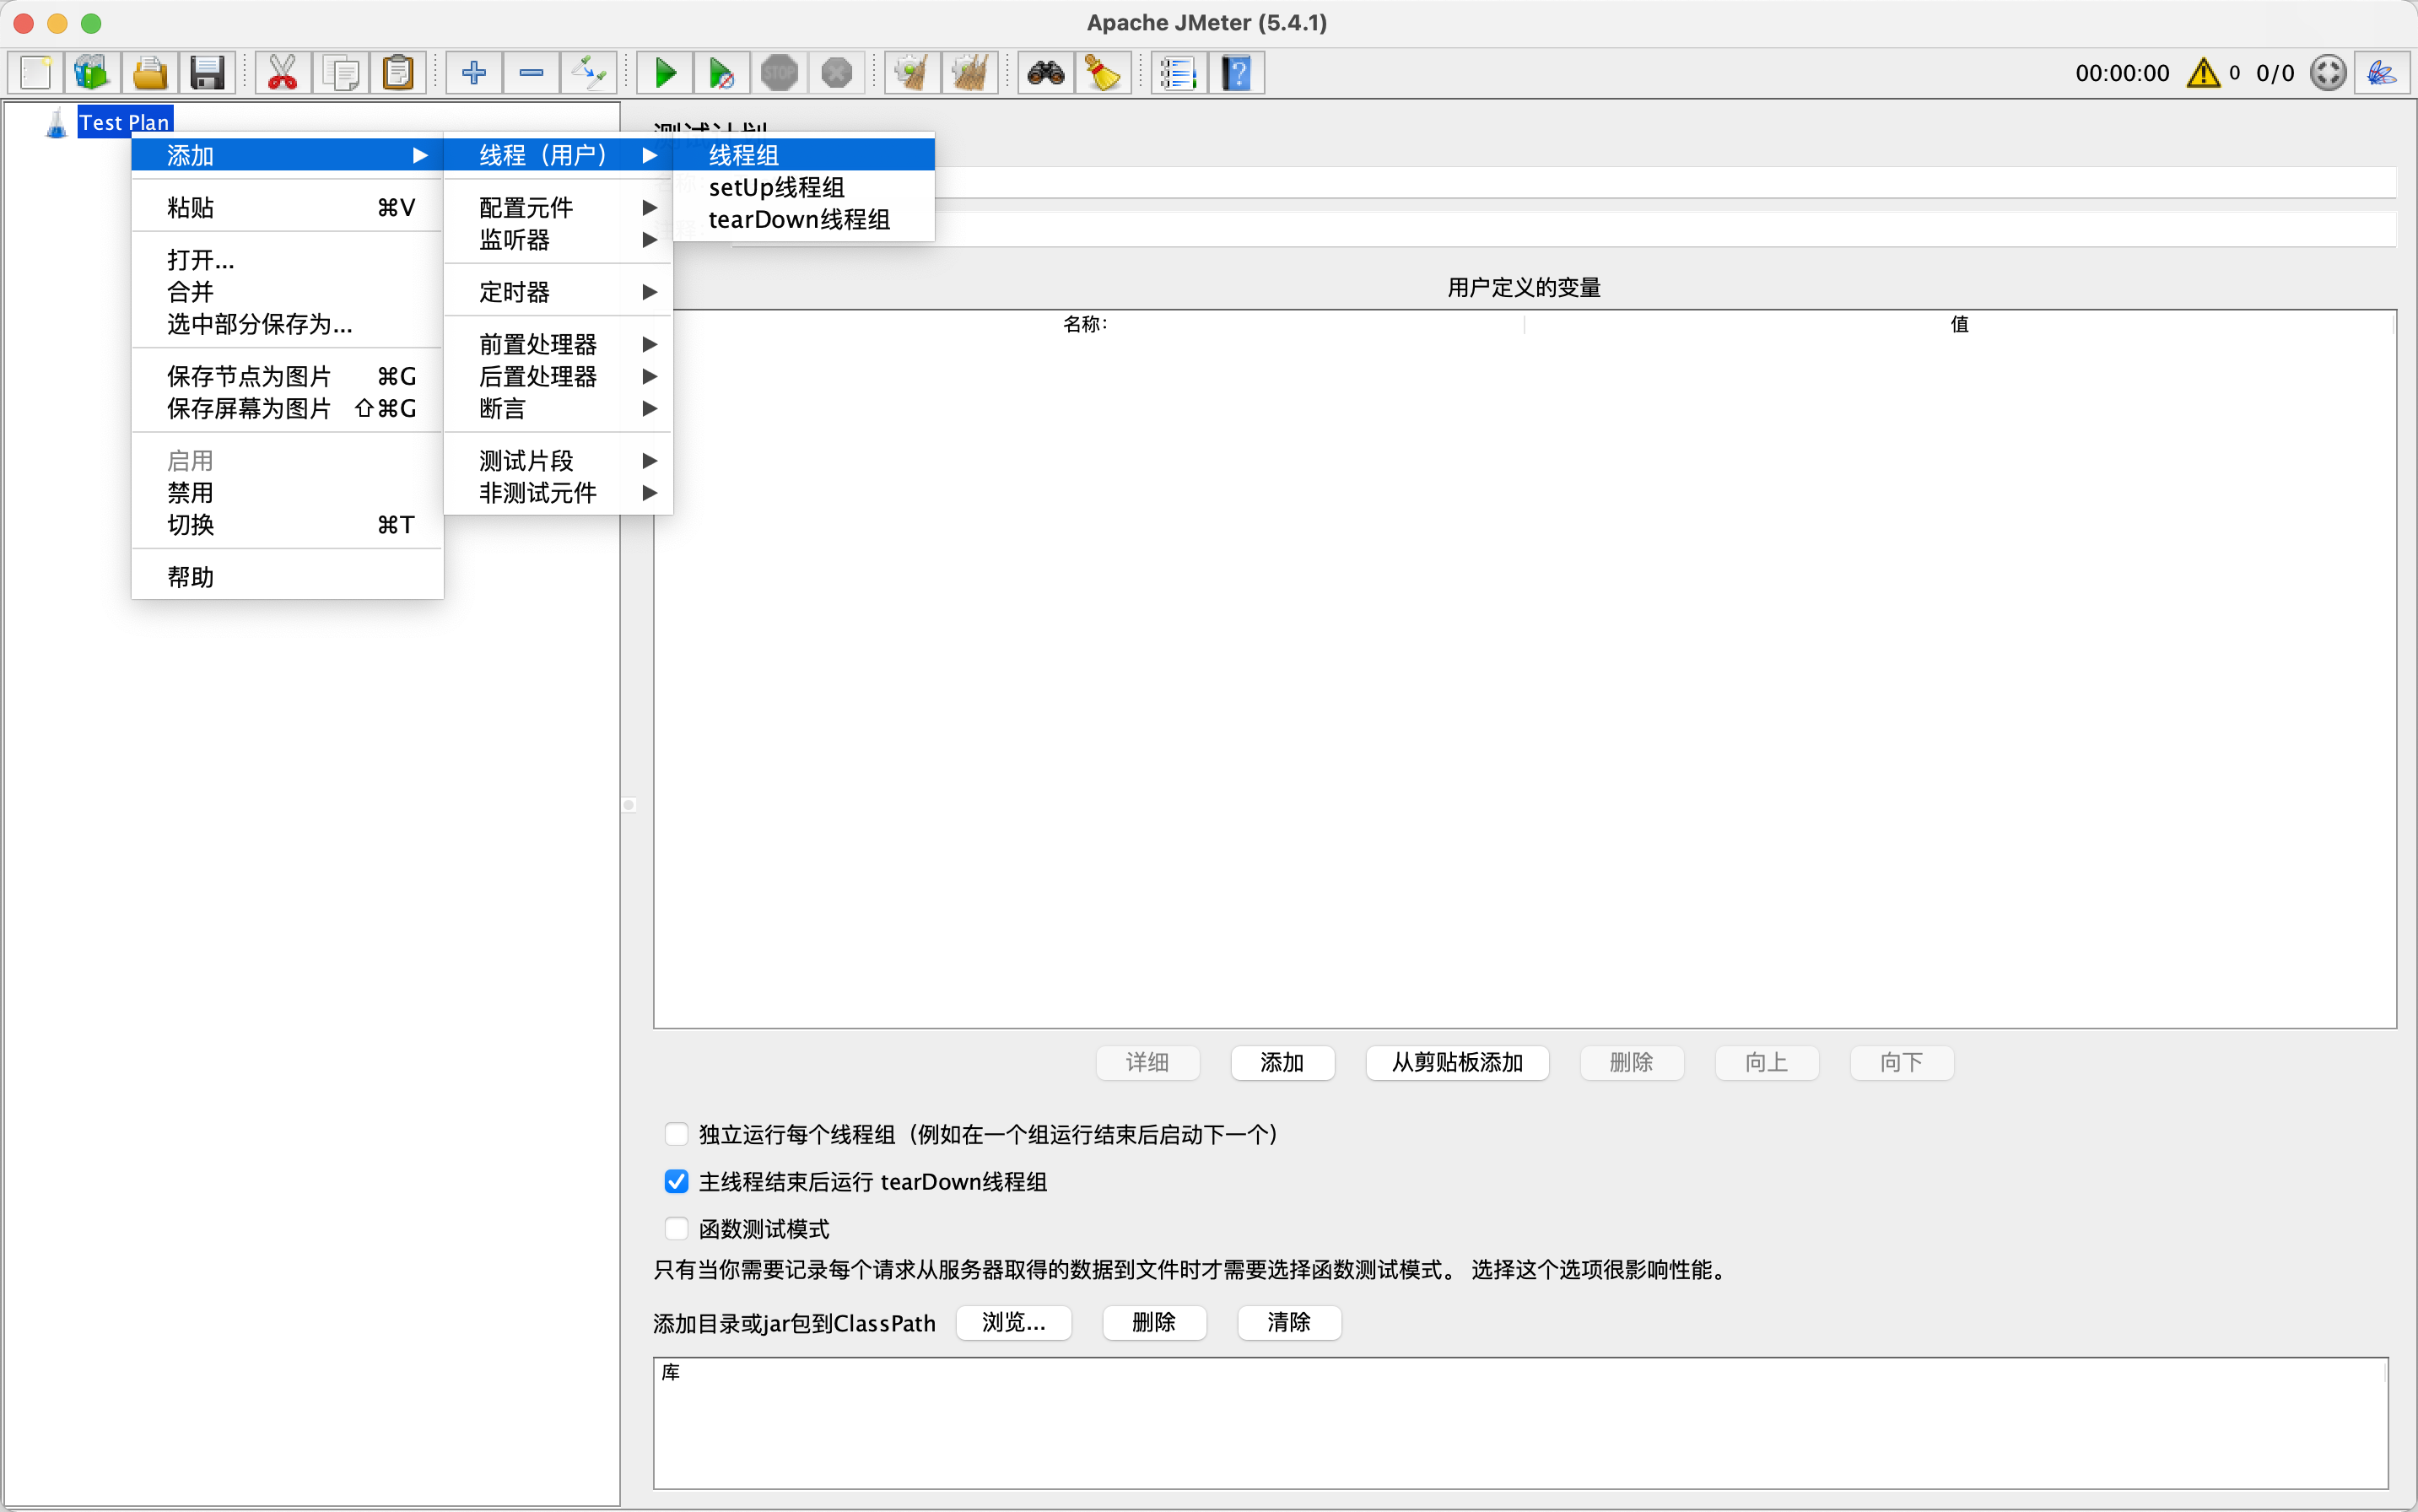 Apache JMeter (5.4.1)
STOP
00:00:00
0
0/0
Test Plan
测试计划
添加
粘贴 ⌘V
打开...
合并
选中部分保存为...
保存节点为图片 ⌘G
保存屏幕为图片 ⇧⌘G
启用
禁用
切换 ⌘T
帮助
线程（用户）
配置元件
监听器
定时器
前置处理器
后置处理器
断言
测试片段
非测试元件
线程组
setUp线程组
tearDown线程组
用户定义的变量
名称: 值
详细 添加 从剪贴板添加 删除 向上 向下
独立运行每个线程组（例如在一个组运行结束后启动下一个）
主线程结束后运行 tearDown线程组
函数测试模式
只有当你需要记录每个请求从服务器取得的数据到文件时才需要选择函数测试模式。 选择这个选项很影响性能。
添加目录或jar包到ClassPath 浏览... 删除 清除
库